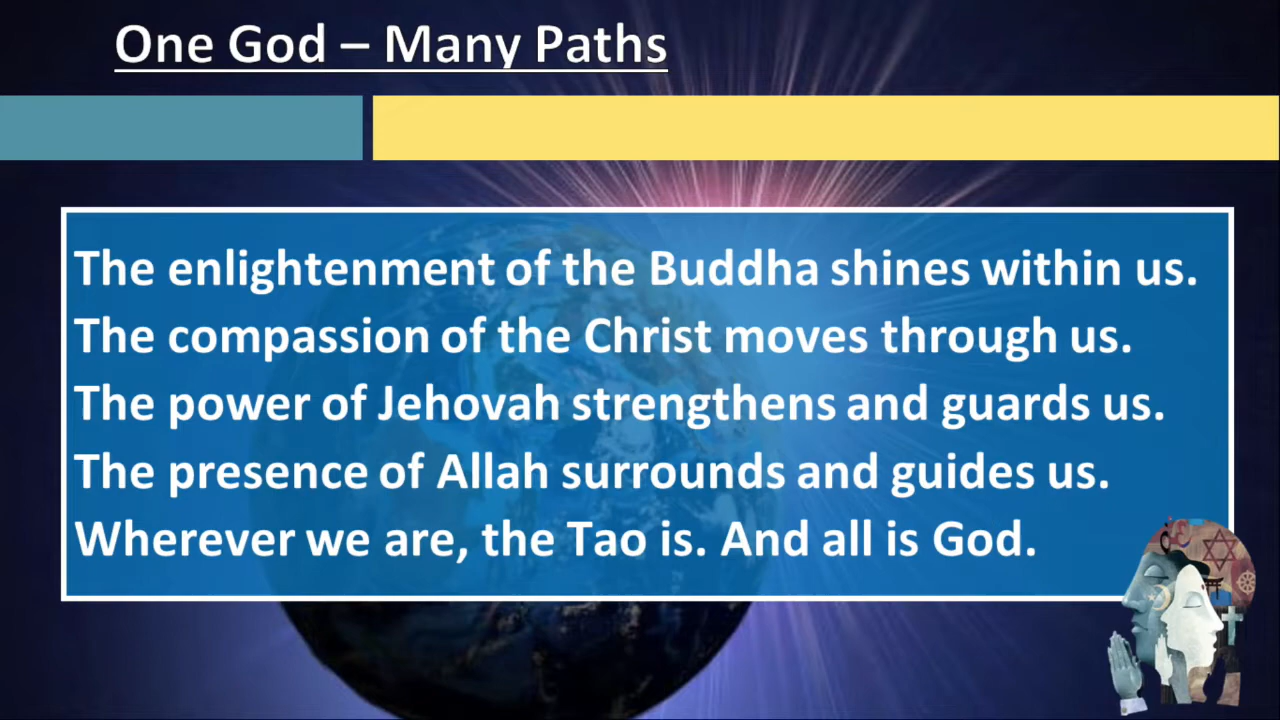 One God – Many Paths
The enlightenment of the Buddha shines within us.
The compassion of the Christ moves through us.
The power of Jehovah strengthens and guards us.
The presence of Allah surrounds and guides us.
Wherever we are, the Tao is. And all is God.